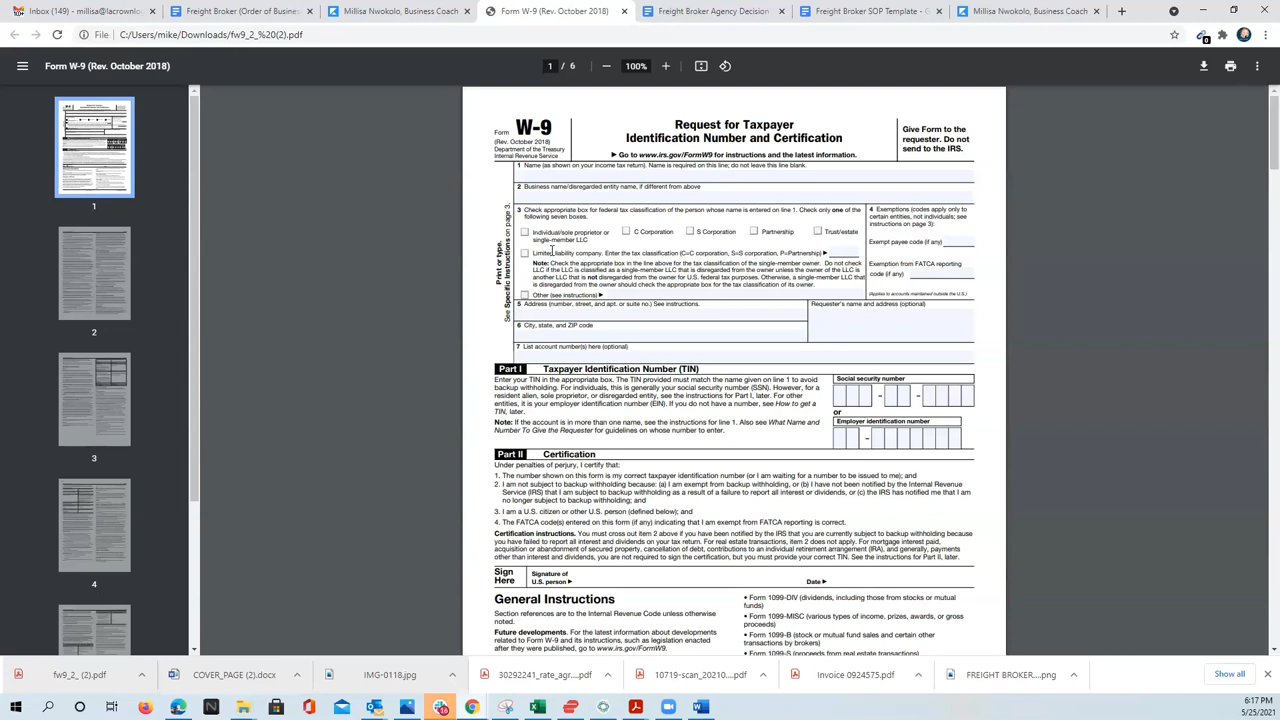 Inbox (149) - millisa@lacrownlo
Freight Broker (Order of Business
Millisa Nwokolo, Business Coach
Form W-9 (Rev. October 2018)
Freight Broker Agency Decision
Freight Broker SOP Template - G
Millisa Nwokolo, Business Coach
File
C:/Users/mike/Downloads/fw9_2_%20(2).pdf
0
Form W-9 (Rev. October 2018)
1 / 6
100%
1
2
3
4
Form W-9
(Rev. October 2018)
Department of the Treasury
Internal Revenue Service
Request for Taxpayer
Identification Number and Certification
▶ Go to www.irs.gov/FormW9 for instructions and the latest information.
Give Form to the
requester. Do not
send to the IRS.
Print or type.
See Specific Instructions on page 3.
1 Name (as shown on your income tax return). Name is required on this line; do not leave this line blank.
2 Business name/disregarded entity name, if different from above
3 Check appropriate box for federal tax classification of the person whose name is entered on line 1. Check only one of the
following seven boxes.
Individual/sole proprietor or
single-member LLC
C Corporation
S Corporation
Partnership
Trust/estate
Limited liability company. Enter the tax classification (C=C corporation, S=S corporation, P=Partnership) ▶
Note: Check the appropriate box in the line above for the tax classification of the single-member owner. Do not check
LLC if the LLC is classified as a single-member LLC that is disregarded from the owner unless the owner of the LLC is
another LLC that is not disregarded from the owner for U.S. federal tax purposes. Otherwise, a single-member LLC that
is disregarded from the owner should check the appropriate box for the tax classification of its owner.
Other (see instructions) ▶
4 Exemptions (codes apply only to
certain entities, not individuals; see
instructions on page 3):
Exempt payee code (if any)
Exemption from FATCA reporting
code (if any)
(Applies to accounts maintained outside the U.S.)
5 Address (number, street, and apt. or suite no.) See instructions.
Requester's name and address (optional)
6 City, state, and ZIP code
7 List account number(s) here (optional)
Part I Taxpayer Identification Number (TIN)
Enter your TIN in the appropriate box. The TIN provided must match the name given on line 1 to avoid
backup withholding. For individuals, this is generally your social security number (SSN). However, for a
resident alien, sole proprietor, or disregarded entity, see the instructions for Part I, later. For other
entities, it is your employer identification number (EIN). If you do not have a number, see How to get a
TIN, later.
Note: If the account is in more than one name, see the instructions for line 1. Also see What Name and
Number To Give the Requester for guidelines on whose number to enter.
Social security number
– –
or
Employer identification number
–
Part II Certification
Under penalties of perjury, I certify that:
1. The number shown on this form is my correct taxpayer identification number (or I am waiting for a number to be issued to me); and
2. I am not subject to backup withholding because: (a) I am exempt from backup withholding, or (b) I have not been notified by the Internal Revenue
Service (IRS) that I am subject to backup withholding as a result of a failure to report all interest or dividends, or (c) the IRS has notified me that I am
no longer subject to backup withholding; and
3. I am a U.S. citizen or other U.S. person (defined below); and
4. The FATCA code(s) entered on this form (if any) indicating that I am exempt from FATCA reporting is correct.
Certification instructions. You must cross out item 2 above if you have been notified by the IRS that you are currently subject to backup withholding because
you have failed to report all interest and dividends on your tax return. For real estate transactions, item 2 does not apply. For mortgage interest paid,
acquisition or abandonment of secured property, cancellation of debt, contributions to an individual retirement arrangement (IRA), and generally, payments
other than interest and dividends, you are not required to sign the certification, but you must provide your correct TIN. See the instructions for Part II, later.
Sign
Here
Signature of
U.S. person ▶
Date ▶
General Instructions
Section references are to the Internal Revenue Code unless otherwise
noted.
Future developments. For the latest information about developments
related to Form W-9 and its instructions, such as legislation enacted
after they were published, go to www.irs.gov/FormW9.
• Form 1099-DIV (dividends, including those from stocks or mutual
funds)
• Form 1099-MISC (various types of income, prizes, awards, or gross
proceeds)
• Form 1099-B (stock or mutual fund sales and certain other
transactions by brokers)
• Form 1099-S (proceeds from real estate transactions)
fw9_2_ (2).pdf
COVER_PAGE (2).docx
IMG-0118.jpg
30292241_rate_agr....pdf
10719-scan_20210....pdf
Invoice 0924575.pdf
FREIGHT BROKER....png
Show all
6:17 PM
5/25/2021